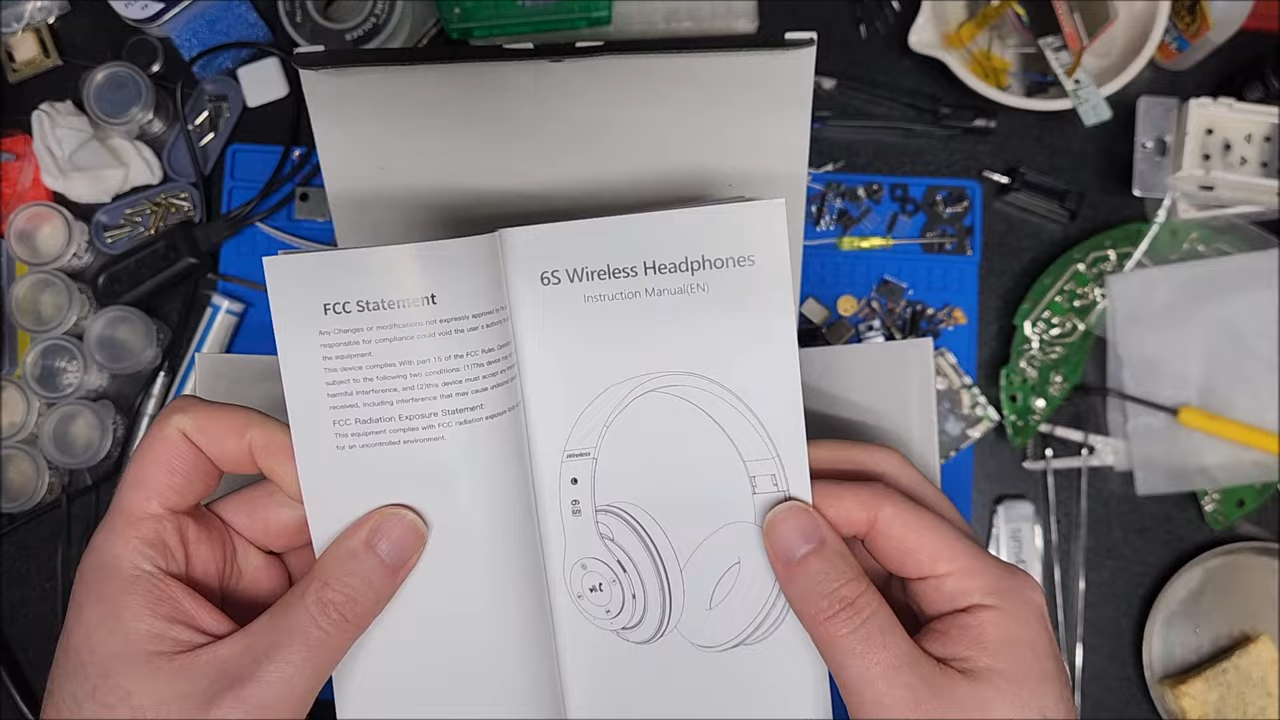 FCC Statement
Any Changes or modifications not expressly approved by the
responsible for compliance could void the user's authority
the equipment.
This device complies With part 15 of the FCC Rules. Operation
subject to the following two conditions: (1)This device may
harmful interference, and (2)this device must accept any
received, including interference that may cause undesired
FCC Radiation Exposure Statement:
This equipment complies with FCC radiation exposure
for an uncontrolled environment.
6S Wireless Headphones
Instruction Manual(EN)
Wireless
6S